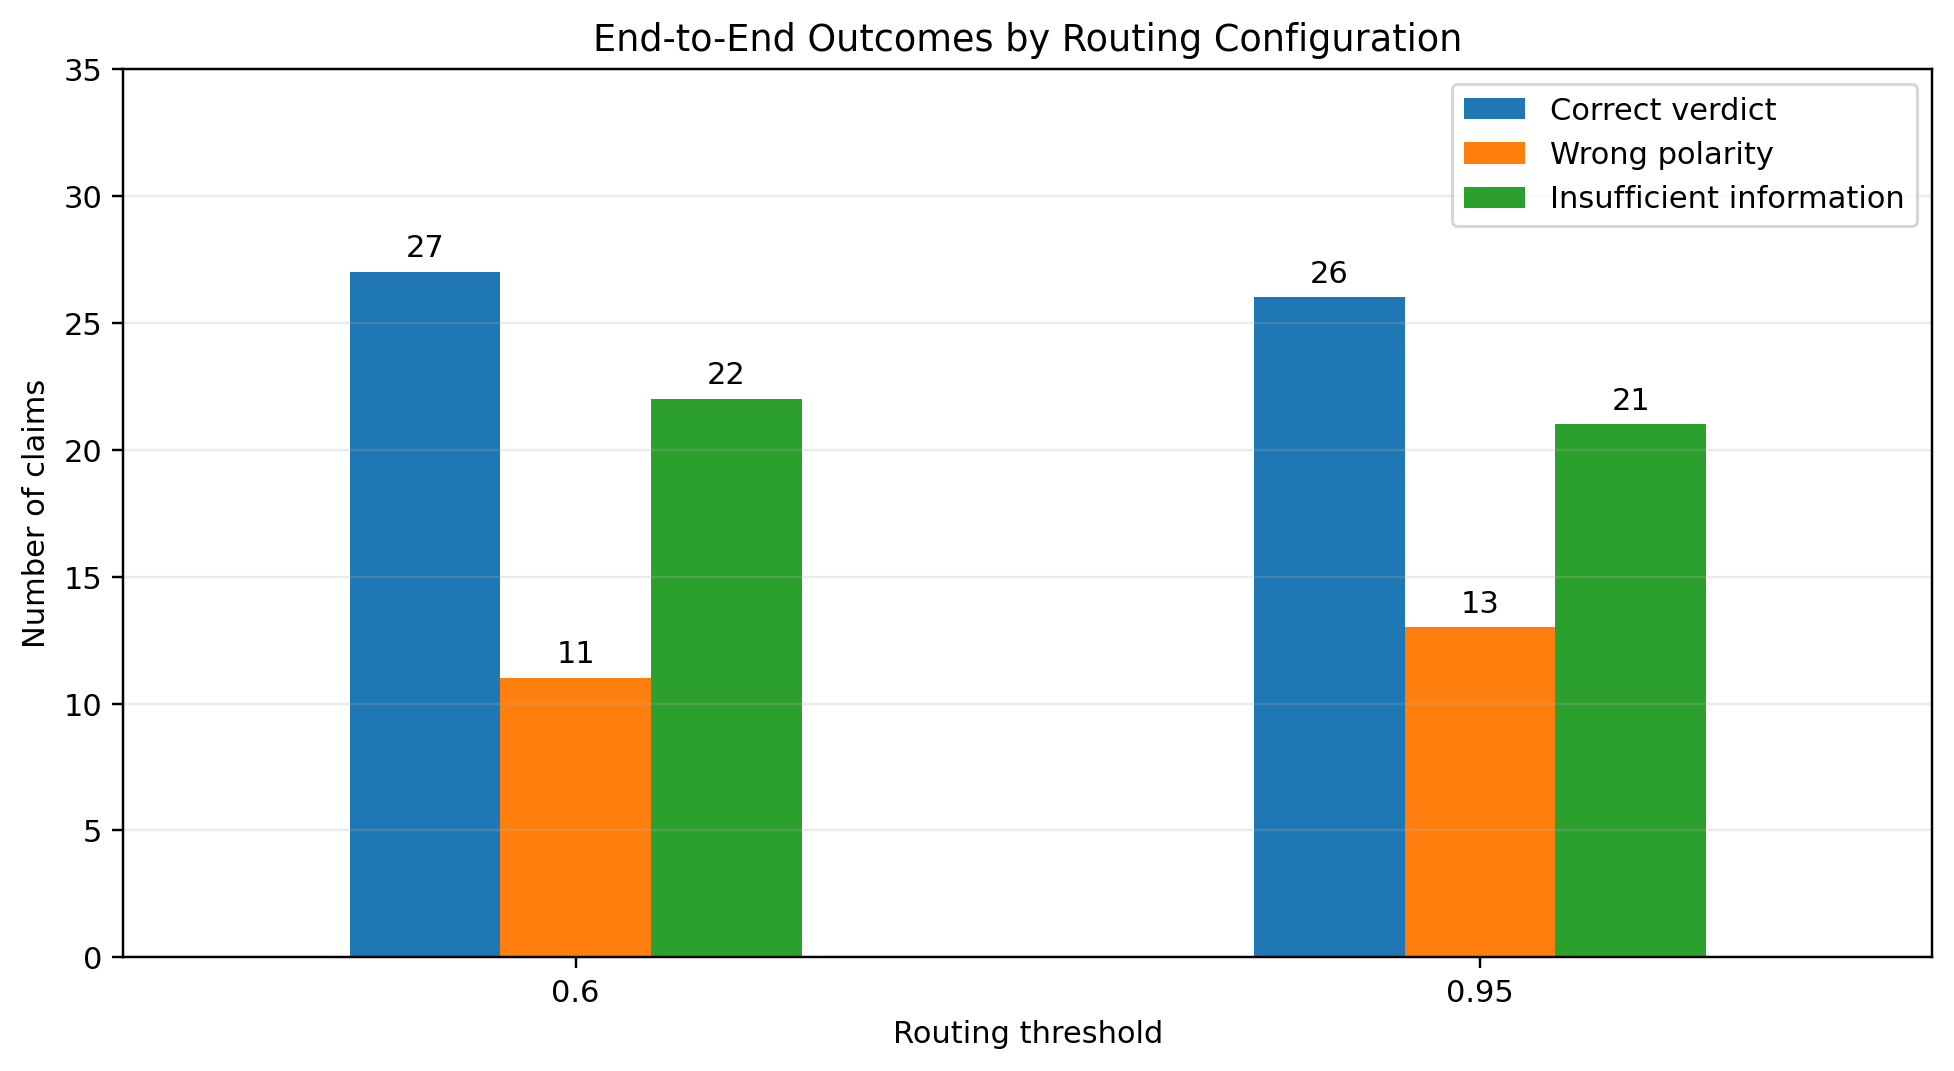 End-to-End Outcomes by Routing Configuration
35
30
25
20
15
10
5
0
Number of claims
Correct verdict
Wrong polarity
Insufficient information
27
11
22
26
13
21
0.6
0.95
Routing threshold